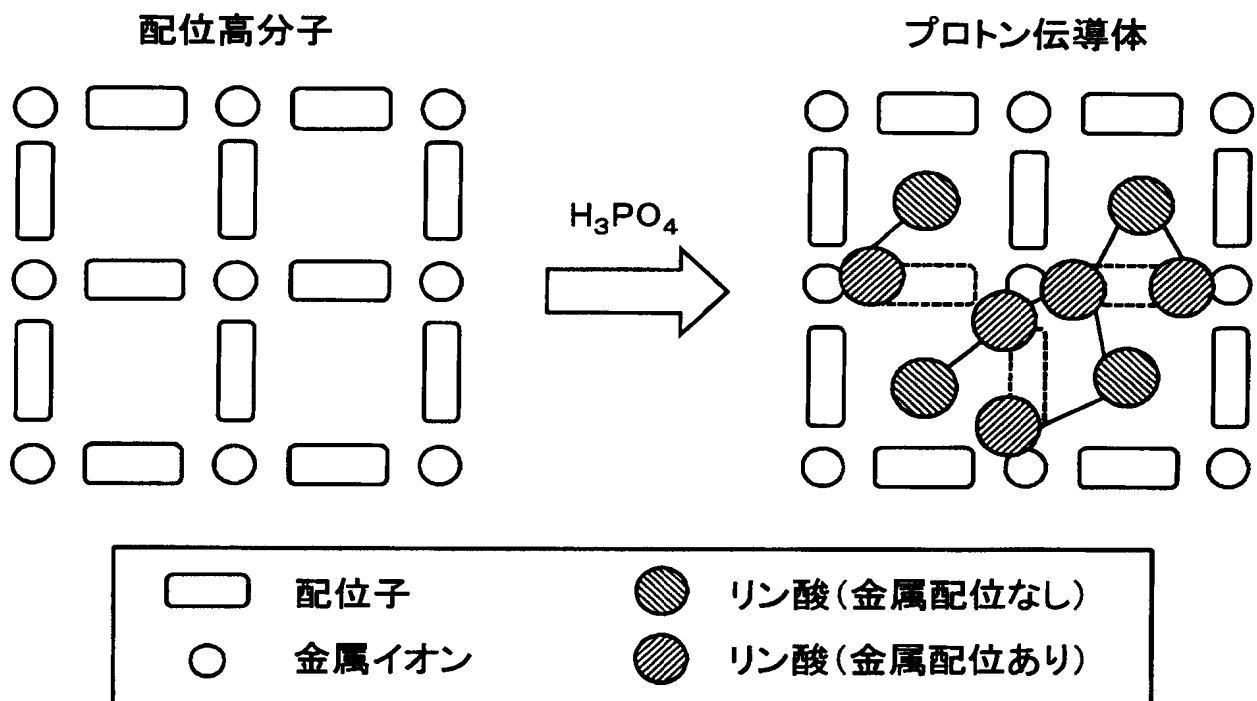 配位高分子
プロトン伝導体
H₃PO₄
配位子
リン酸(金属配位なし)
金属イオン
リン酸(金属配位あり)